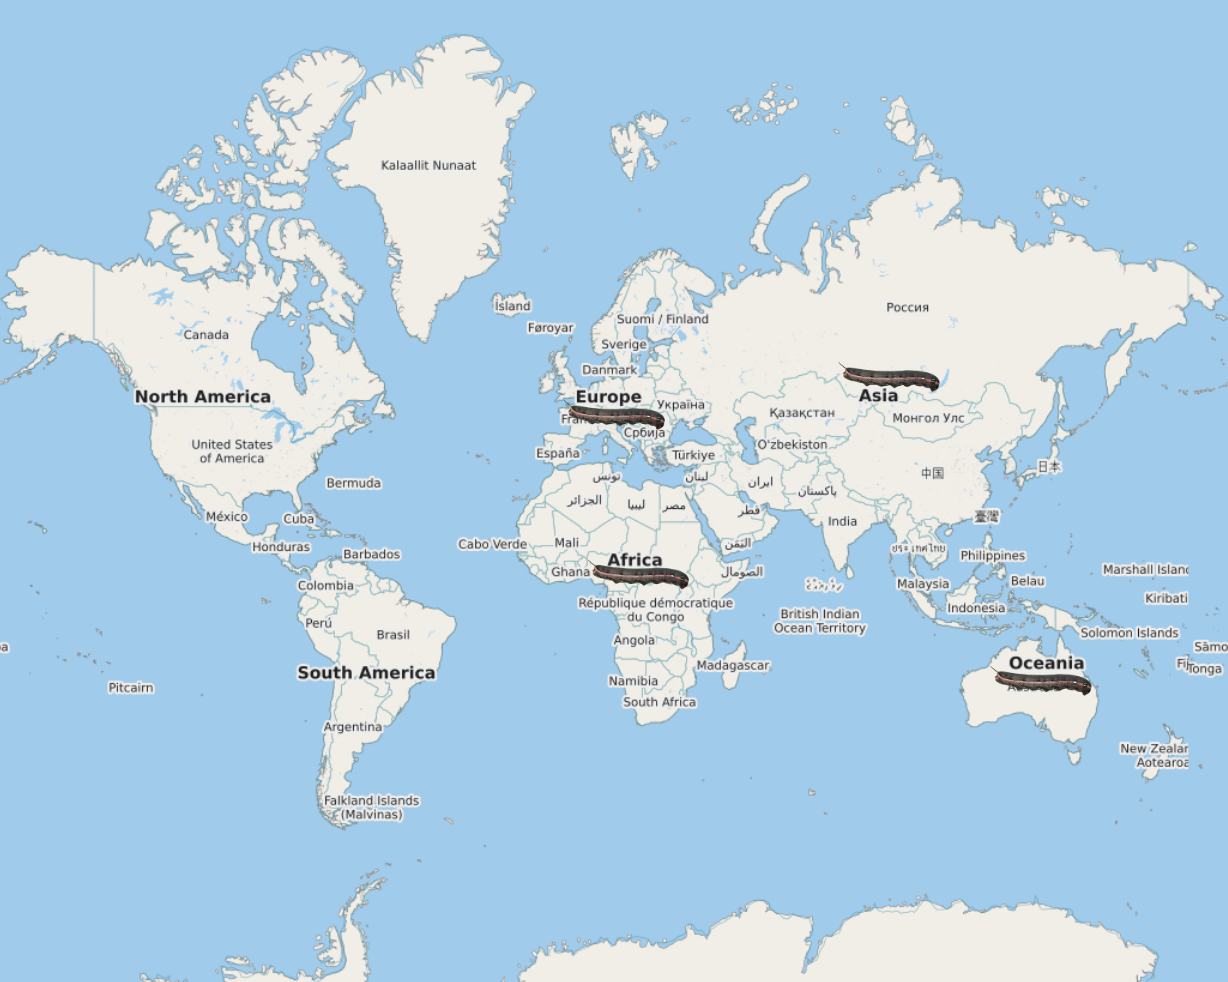 Kalaallit Nunaat
Ísland
Россия
Føroyar
Suomi / Finland
Canada
Sverige
Danmark
North America
Europe
Asia
Україна
Қазақстан
Монгол Улс
United States
of America
Србија
España
Türkiye
O'zbekiston
日本
中国
Bermuda
تونس
لبنان
ایران
پاکستان
الجزائر
ليبيا
مصر
قطر
México
Cuba
India
臺灣
Cabo Verde
Mali
اليَمَن
Honduras
Barbados
ประเทศไทย
Philippines
Africa
Ghana
الصومال
Marshall Islanc
Colombia
Malaysia
Belau
République démocratique
du Congo
British Indian
Ocean Territory
Indonesia
Kiribati
Perú
Brasil
Angola
Solomon Islands
Sāmo
South America
Madagascar
Oceania
Tonga
Pitcairn
Namibia
South Africa
Argentina
New Zealar
Aotearoa
Falkland Islands
(Malvinas)